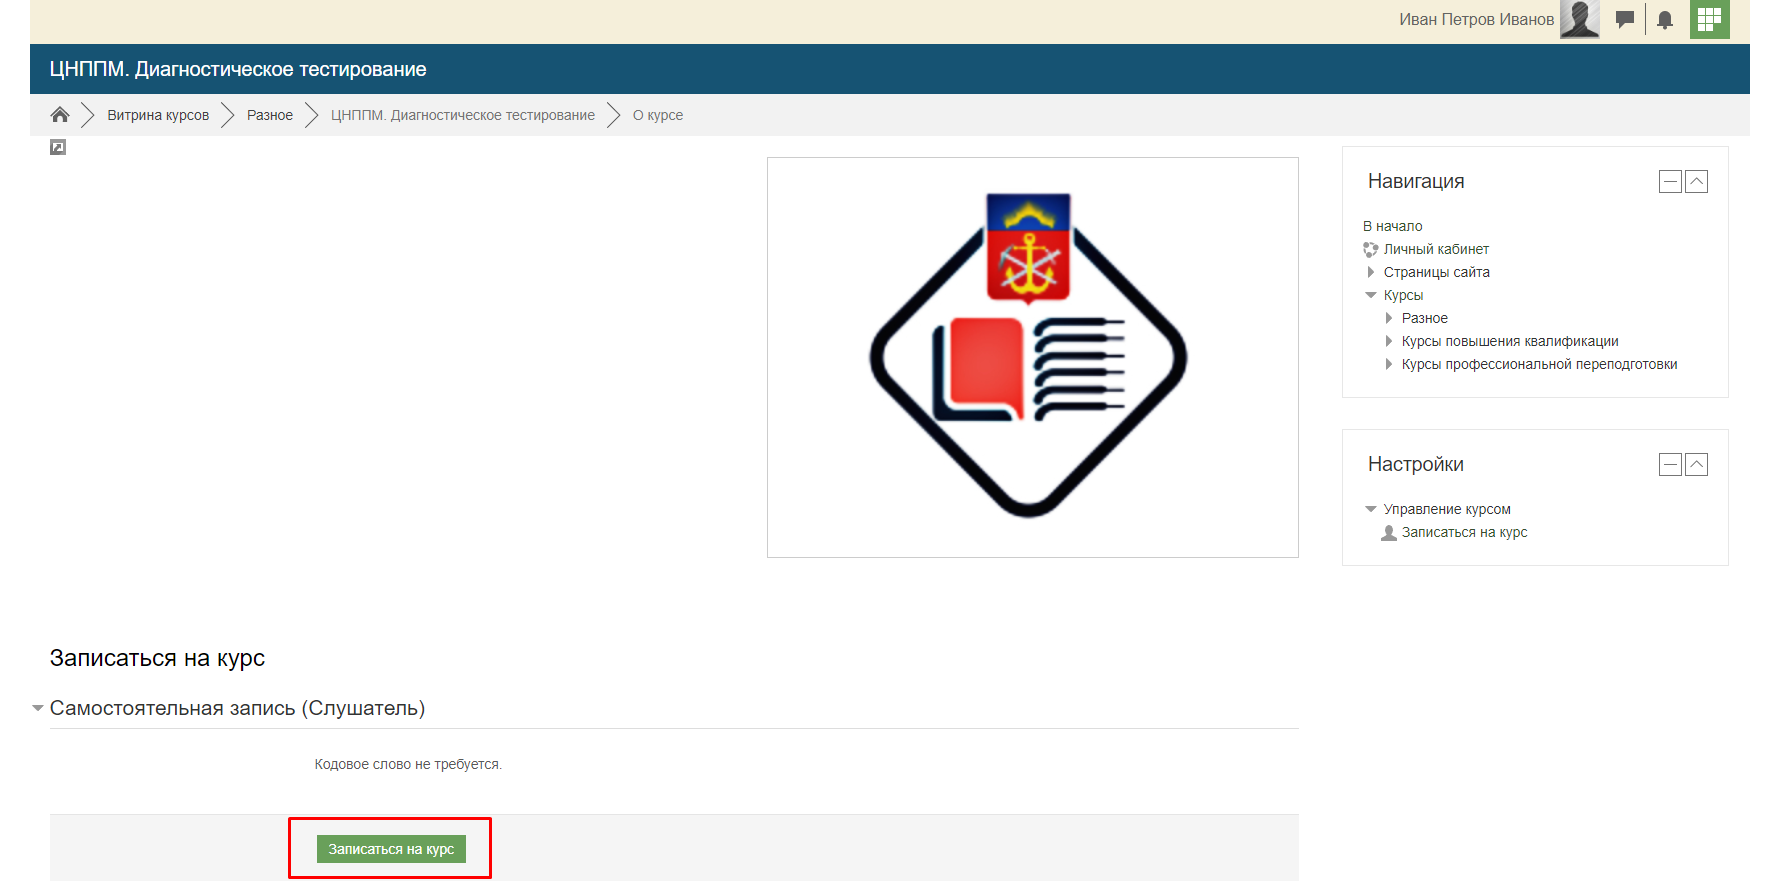 Иван Петров Иванов
ЦНППМ. Диагностическое тестирование
Витрина курсов
Разное
ЦНППМ. Диагностическое тестирование
О курсе
Навигация
В начало
Личный кабинет
Страницы сайта
Курсы
Разное
Курсы повышения квалификации
Курсы профессиональной переподготовки
Настройки
Управление курсом
Записаться на курс
Записаться на курс
Самостоятельная запись (Слушатель)
Кодовое слово не требуется.
Записаться на курс